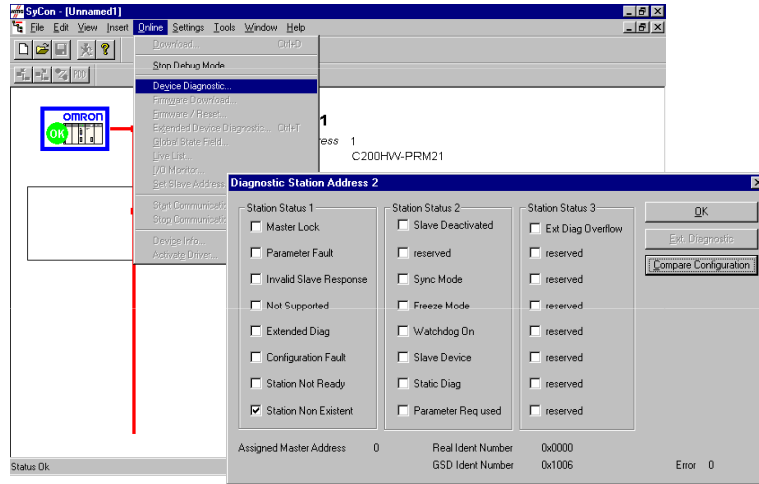 SyCon - [Unnamed1]
File Edit View Insert Online Settings Tools Window Help
Download... Ctrl+D
Stop Debug Mode
Device Diagnostic...
Firmware Download...
Firmware / Reset...
Extended Device Diagnostic... Ctrl+T
Global State Field...
Live List...
I/O Monitor...
Set Slave Address
Start Communicatio
Stop Communicatio
Device Info...
Activate Driver...
OMRON
OK
1
ress 1
C200HW-PRM21
Diagnostic Station Address 2
Station Status 1
Master Lock
Parameter Fault
Invalid Slave Response
Not Supported
Extended Diag
Configuration Fault
Station Not Ready
Station Non Existent
Station Status 2
Slave Deactivated
reserved
Sync Mode
Freeze Mode
Watchdog On
Slave Device
Static Diag
Parameter Req used
Station Status 3
Ext Diag Overflow
reserved
reserved
reserved
reserved
reserved
reserved
reserved
OK
Ext. Diagnostic
Compare Configuration
Assigned Master Address 0 Real Ident Number 0x0000
GSD Ident Number 0x1006 Error 0
Status Ok